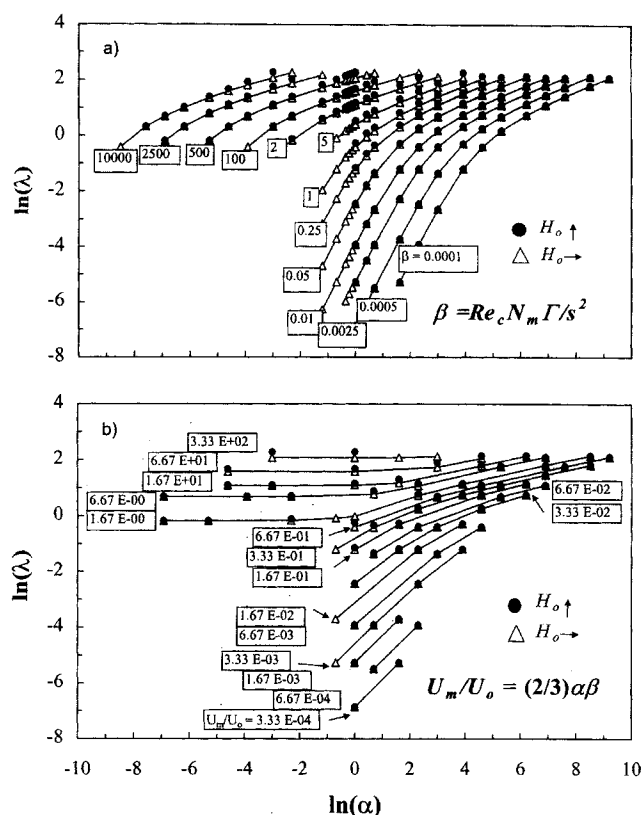 a)
ln(λ)
4
2
0
-2
-4
-6
-8
10000
2500
500
100
2
5
1
0.25
0.05
0.01
0.0025
0.0005
β = 0.0001
● H_o ↑
△ H_o →
β =Re_c N_m Γ/s²
b)
ln(λ)
4
2
0
-2
-4
-6
-8
3.33 E+02
6.67 E+01
1.67 E+01
6.67 E-00
1.67 E-00
6.67 E-01
3.33 E-01
1.67 E-01
6.67 E-02
3.33 E-02
1.67 E-02
6.67 E-03
3.33 E-03
1.67 E-03
6.67 E-04
U_m/U_o = 3.33 E-04
● H_o ↑
△ H_o →
U_m/U_o = (2/3)αβ
-10 -8 -6 -4 -2 0 2 4 6 8 10
ln(α)